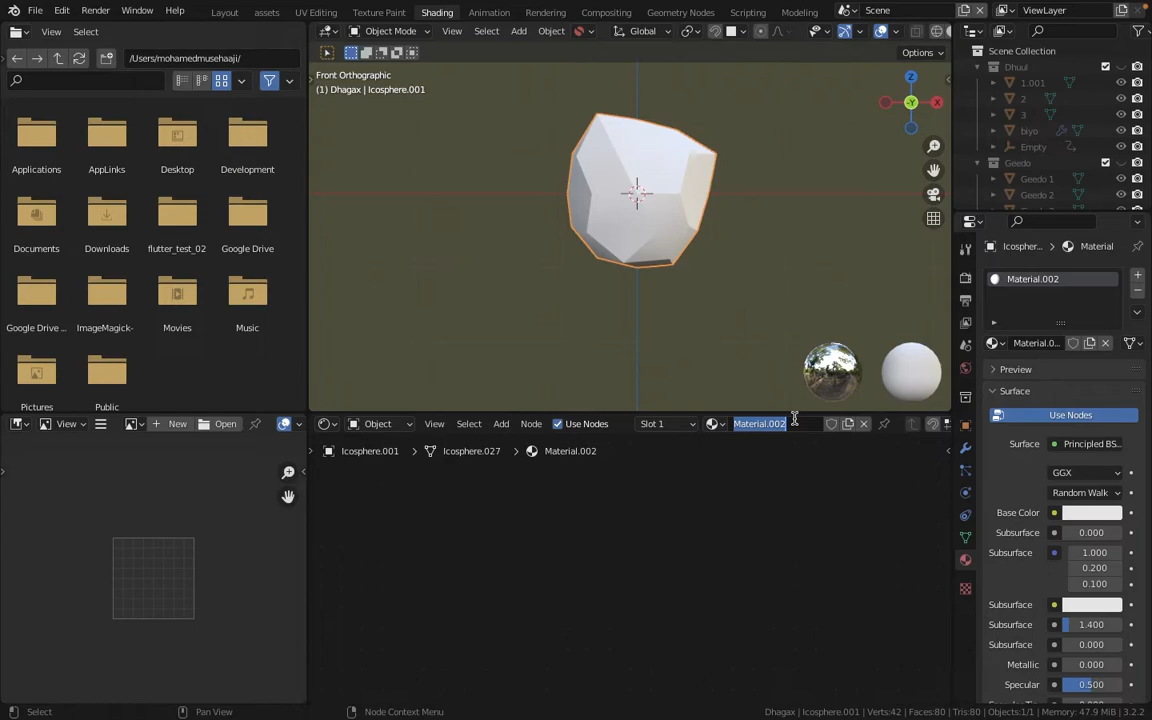 File Edit Render Window Help Layout assets UV Editing Texture Paint Shading Animation Rendering Compositing Geometry Nodes Scripting Modeling Scene ViewLayer
View Select Object Mode View Select Add Object Global
/Users/mohamedmusehaaji/
Options
Front Orthographic
(1) Dhagax | Icosphere.001
Z
X
-Y
Scene Collection
Dhuul
1.001
2
3
biyo
Empty
Geedo
Geedo 1
Geedo 2
Applications AppLinks Desktop Development
Documents Downloads flutter_test_02 Google Drive
Google Drive ... ImageMagick- Movies Music
Pictures Public
Icospher... Material
Material.002
Material.0...
Preview
Surface
Use Nodes
Surface Principled BS...
GGX
Random Walk
Base Color
Subsurface 0.000
Subsurface 1.000
0.200
0.100
Subsurface
Subsurface 1.400
Subsurface 0.000
Metallic 0.000
Specular 0.500
View New Open
Object View Select Add Node Use Nodes Slot 1 Material.002
Icosphere.001 Icosphere.027 Material.002
Select Pan View Node Context Menu Dhagax | Icosphere.001 | Verts:42 | Faces:80 | Tris:80 | Objects:1/1 | Memory: 47.9 MiB | 3.2.2